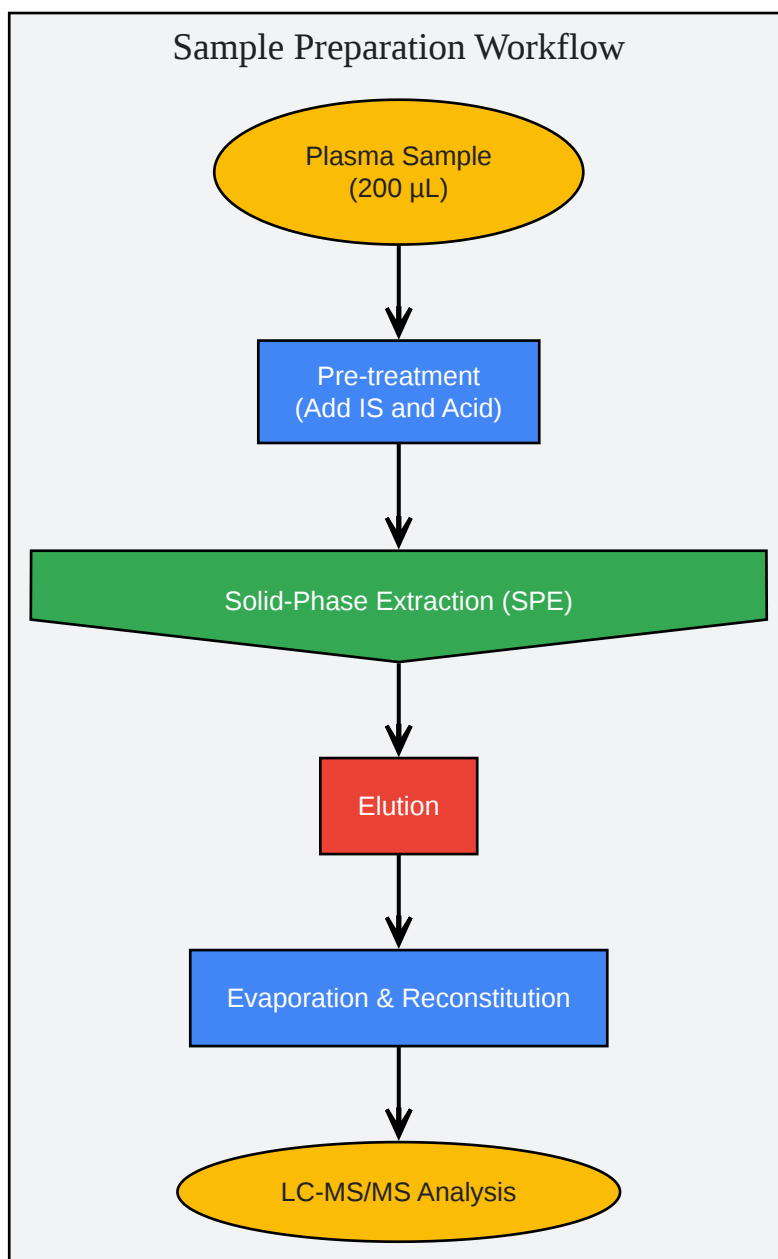 Sample Preparation Workflow
Plasma Sample
(200 µL)
Pre-treatment
(Add IS and Acid)
Solid-Phase Extraction (SPE)
Elution
Evaporation & Reconstitution
LC-MS/MS Analysis